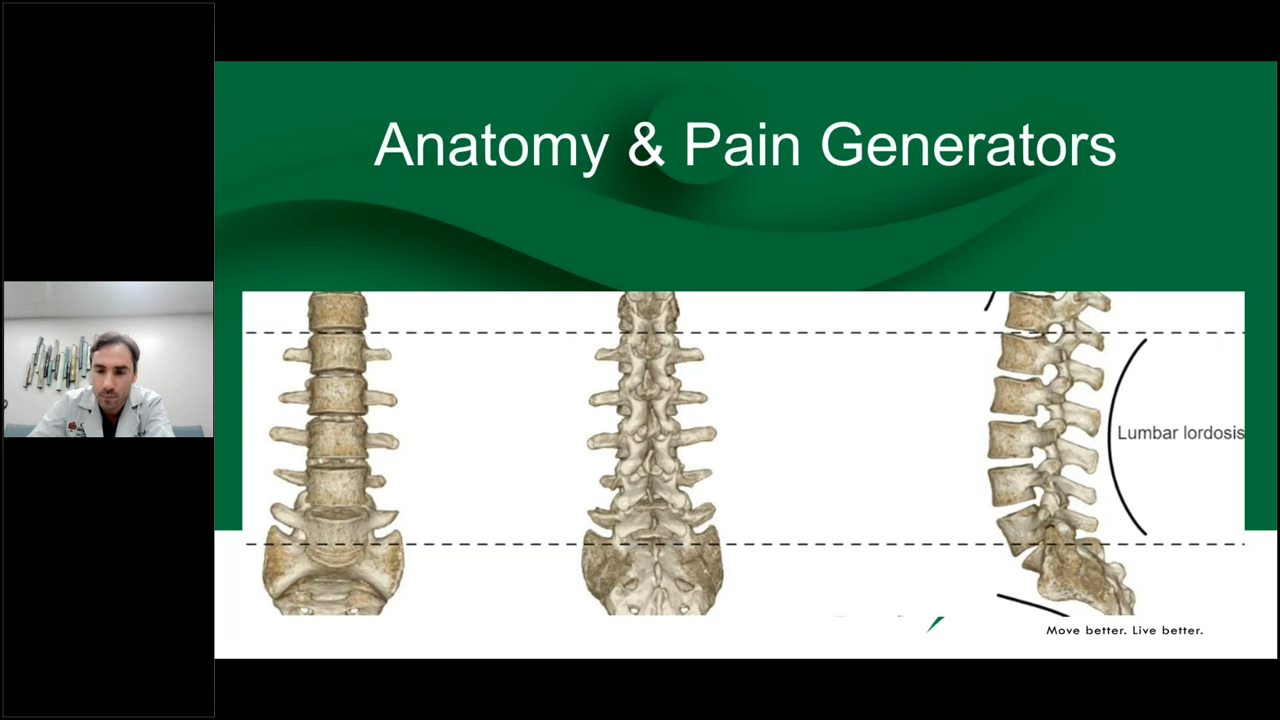 Anatomy & Pain Generators
Lumbar lordosis
Move better. Live better.